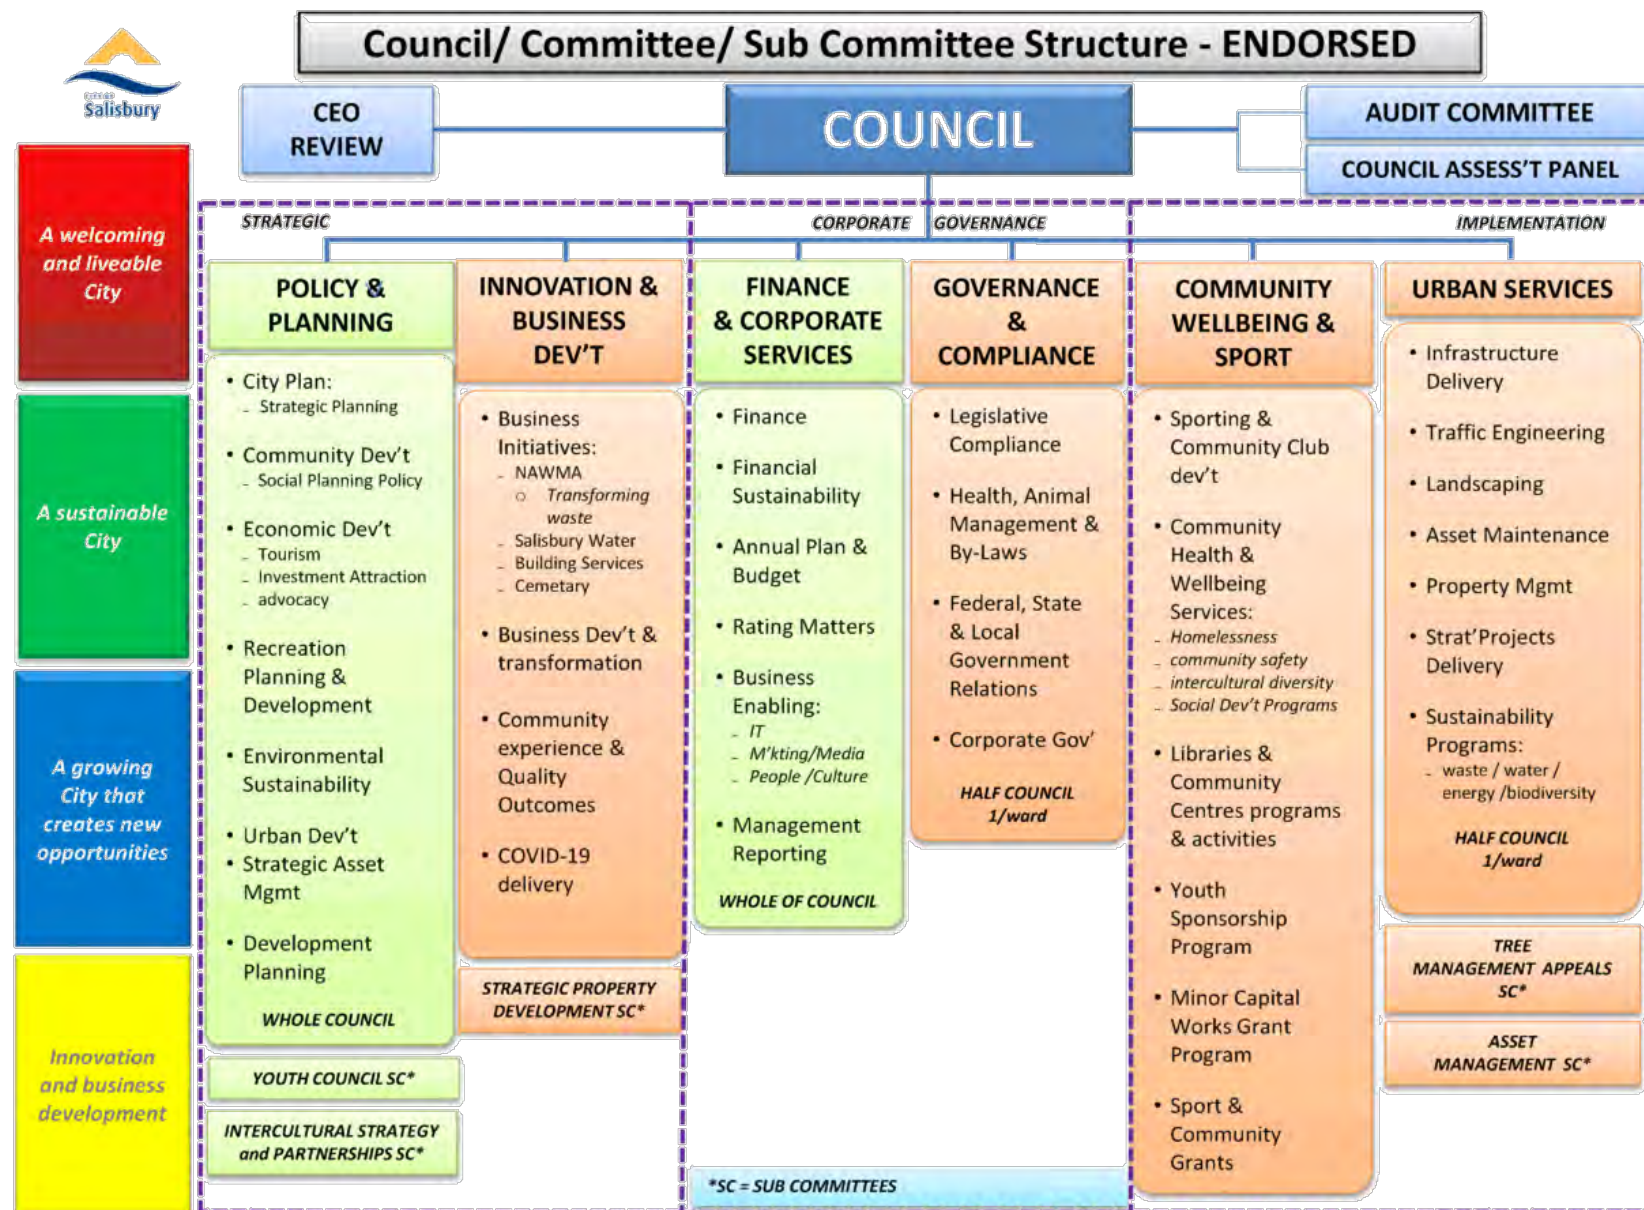 Council/ Committee/ Sub Committee Structure - ENDORSED
CITY OF
Salisbury
CEO
REVIEW
COUNCIL
AUDIT COMMITTEE
COUNCIL ASSESS'T PANEL
A welcoming
and liveable
City
A sustainable
City
A growing
City that
creates new
opportunities
Innovation
and business
development
STRATEGIC
CORPORATE GOVERNANCE
IMPLEMENTATION
POLICY &
PLANNING
• City Plan:
- Strategic Planning
• Community Dev't
- Social Planning Policy
• Economic Dev't
- Tourism
- Investment Attraction
- advocacy
• Recreation
Planning &
Development
• Environmental
Sustainability
• Urban Dev't
• Strategic Asset
Mgmt
• Development
Planning
WHOLE COUNCIL
YOUTH COUNCIL SC*
INTERCULTURAL STRATEGY
and PARTNERSHIPS SC*
INNOVATION &
BUSINESS
DEV'T
• Business
Initiatives:
- NAWMA
o Transforming
waste
- Salisbury Water
- Building Services
- Cemetary
• Business Dev't &
transformation
• Community
experience &
Quality
Outcomes
• COVID-19
delivery
STRATEGIC PROPERTY
DEVELOPMENT SC*
FINANCE
& CORPORATE
SERVICES
• Finance
• Financial
Sustainability
• Annual Plan &
Budget
• Rating Matters
• Business
Enabling:
- IT
- M'kting/Media
- People /Culture
• Management
Reporting
WHOLE OF COUNCIL
GOVERNANCE
&
COMPLIANCE
• Legislative
Compliance
• Health, Animal
Management &
By-Laws
• Federal, State
& Local
Government
Relations
• Corporate Gov'
HALF COUNCIL
1/ward
COMMUNITY
WELLBEING &
SPORT
• Sporting &
Community Club
dev't
• Community
Health &
Wellbeing
Services:
- Homelessness
- community safety
- intercultural diversity
- Social Dev't Programs
• Libraries &
Community
Centres programs
& activities
• Youth
Sponsorship
Program
• Minor Capital
Works Grant
Program
• Sport &
Community
Grants
URBAN SERVICES
• Infrastructure
Delivery
• Traffic Engineering
• Landscaping
• Asset Maintenance
• Property Mgmt
• Strat'Projects
Delivery
• Sustainability
Programs:
- waste / water /
energy /biodiversity
HALF COUNCIL
1/ward
TREE
MANAGEMENT APPEALS
SC*
ASSET
MANAGEMENT SC*
*SC = SUB COMMITTEES